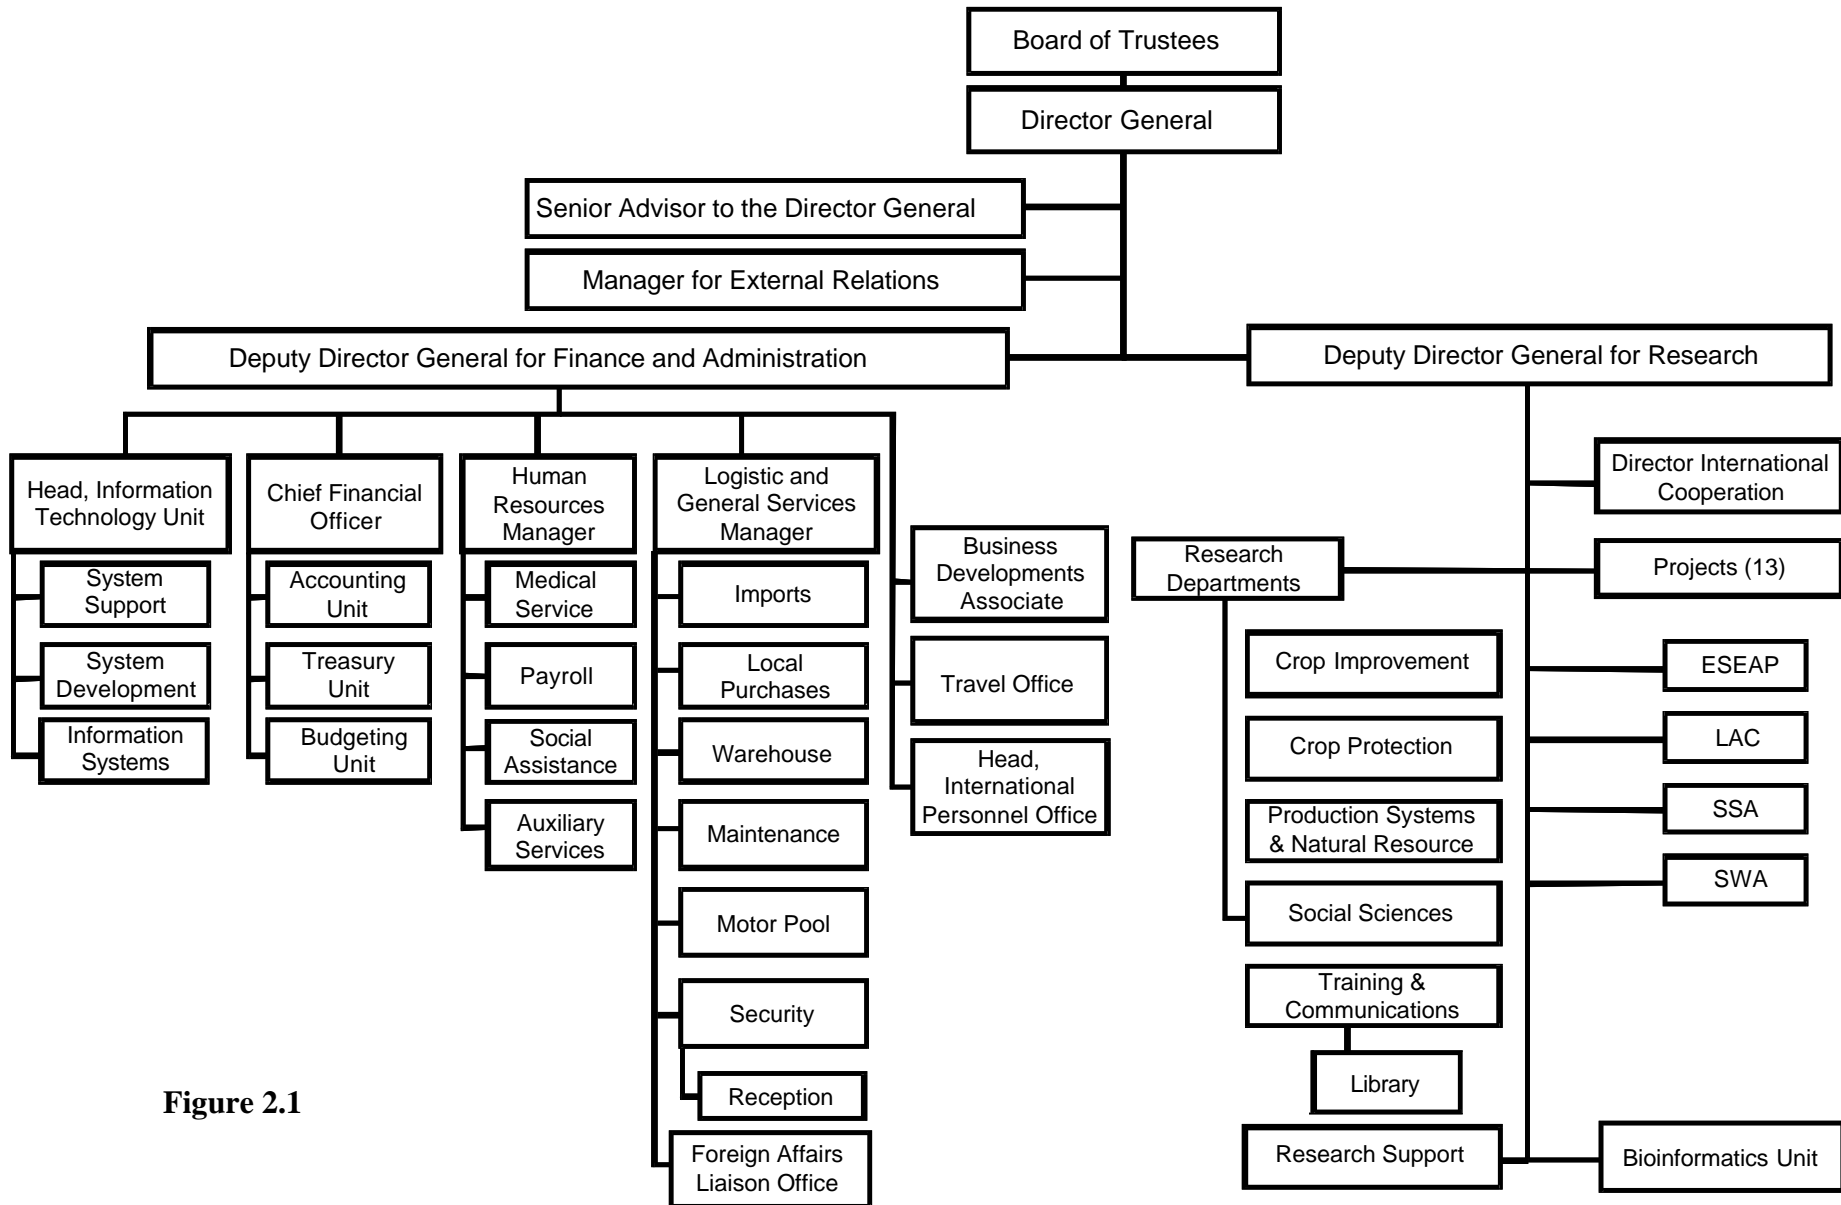 Board of Trustees
Director General
Senior Advisor to the Director General
Manager for External Relations
Deputy Director General for Finance and Administration
Deputy Director General for Research
Head, Information
Technology Unit
System
Support
System
Development
Information
Systems
Chief Financial
Officer
Accounting
Unit
Treasury
Unit
Budgeting
Unit
Human
Resources
Manager
Medical
Service
Payroll
Social
Assistance
Auxiliary
Services
Logistic and
General Services
Manager
Imports
Local
Purchases
Warehouse
Maintenance
Motor Pool
Security
Reception
Foreign Affairs
Liaison Office
Business
Developments
Associate
Travel Office
Head,
International
Personnel Office
Research
Departments
Crop Improvement
Crop Protection
Production Systems
& Natural Resource
Social Sciences
Training &
Communications
Library
Research Support
Director International
Cooperation
Projects (13)
ESEAP
LAC
SSA
SWA
Bioinformatics Unit
Figure 2.1